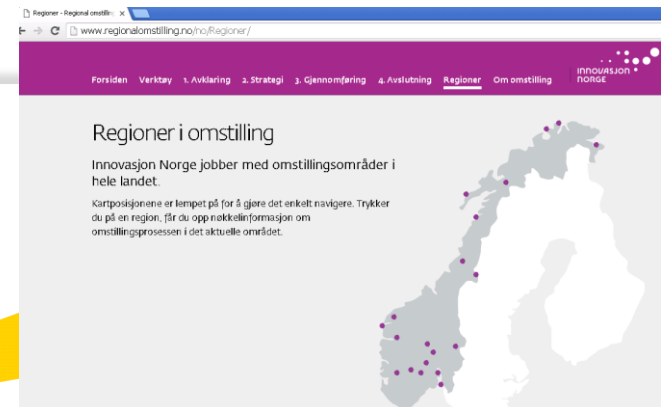 Regioner - Regional omstilling
www.regionalomstilling.no/no/Regioner/
Forsiden Verktøy 1. Avklaring 2. Strategi 3. Gjennomføring 4. Avslutning Regioner Om omstilling
INNOVASJON
NORGE
Regioner i omstilling
Innovasjon Norge jobber med omstillingsområder i
hele landet.
Kartposisjonene er lempet på for å gjøre det enkelt navigere. Trykker
du på en region, får du opp nøkkelinformasjon om
omstillingsprosessen i det aktuelle området.